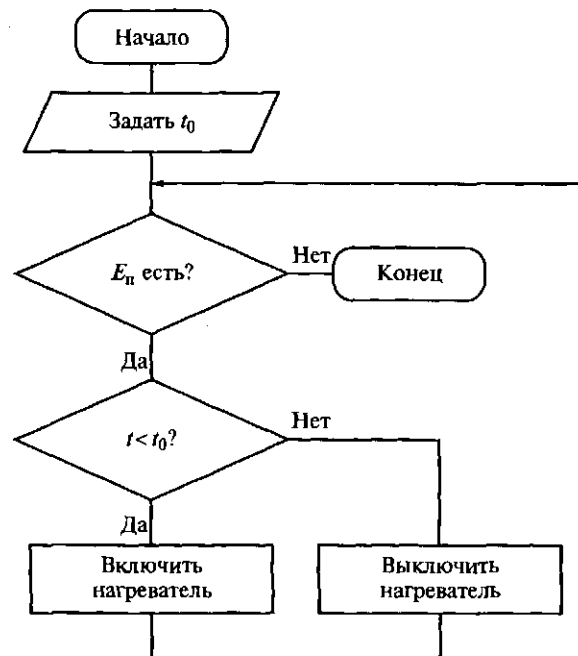 Начало
Задать t₀
Eп есть?
Нет
Конец
Да
t < t₀?
Нет
Да
Включить
нагреватель
Выключить
нагреватель